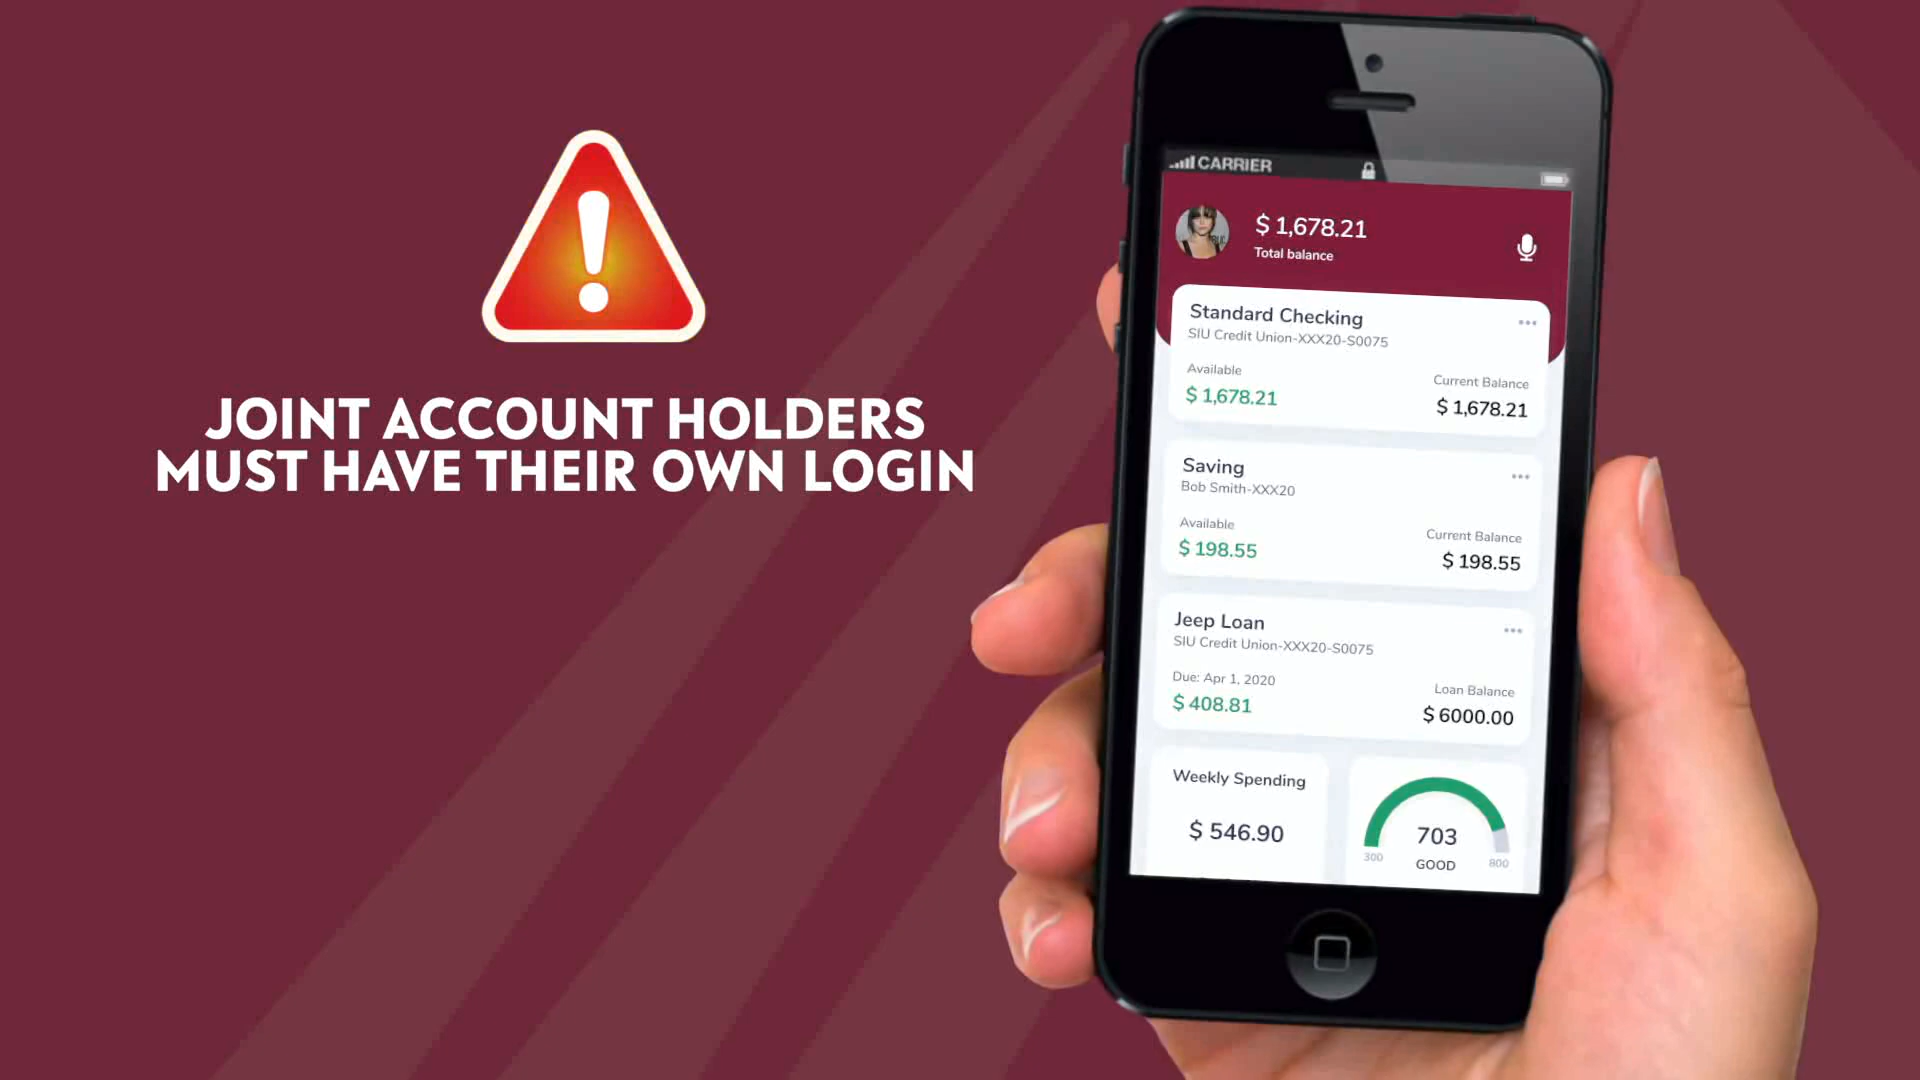 JOINT ACCOUNT HOLDERS
MUST HAVE THEIR OWN LOGIN
CARRIER
$ 1,678.21
Total balance
Standard Checking
SIU Credit Union-XXX20-S0075
Available
Current Balance
$ 1,678.21
$ 1,678.21
Saving
Bob Smith-XXX20
Available
Current Balance
$ 198.55
$ 198.55
Jeep Loan
SIU Credit Union-XXX20-S0075
Due: Apr 1, 2020
Loan Balance
$ 408.81
$ 6000.00
Weekly Spending
$ 546.90
703
300
800
GOOD